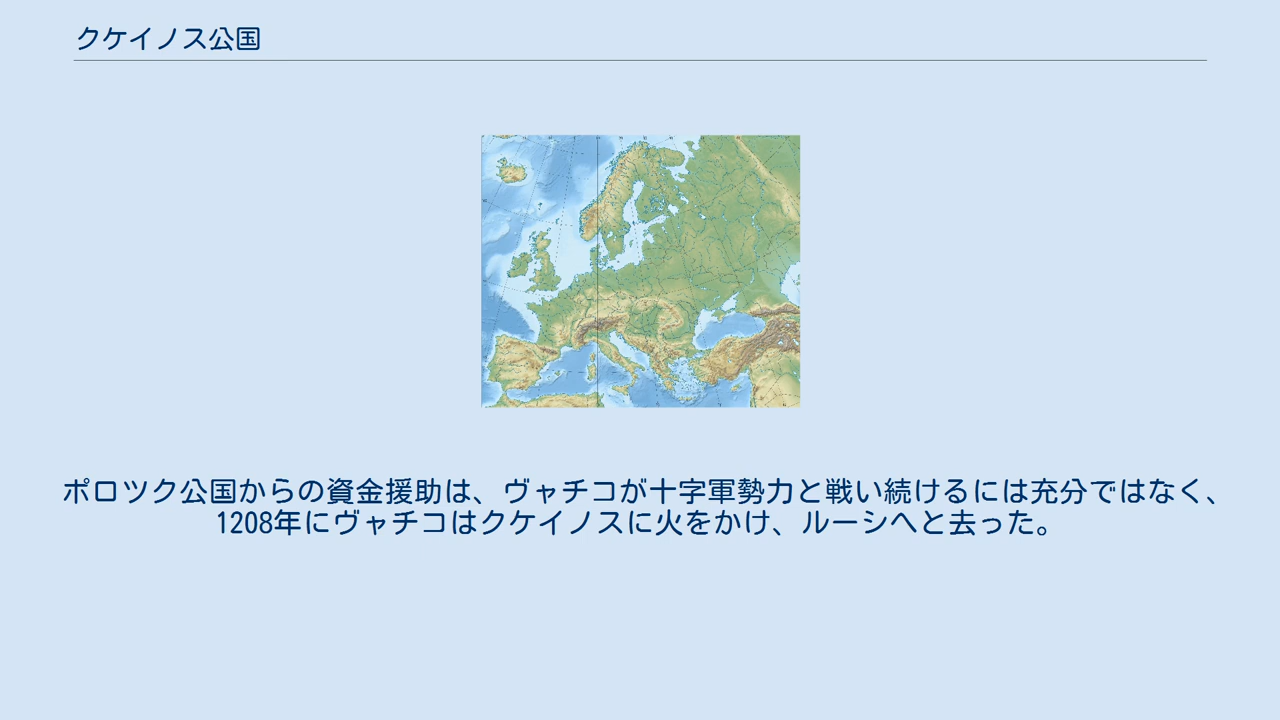 クケイノス公国
ポロツク公国からの資金援助は、ヴャチコが十字軍勢力と戦い続けるには充分ではなく、
1208年にヴャチコはクケイノスに火をかけ、ルーシへと去った。